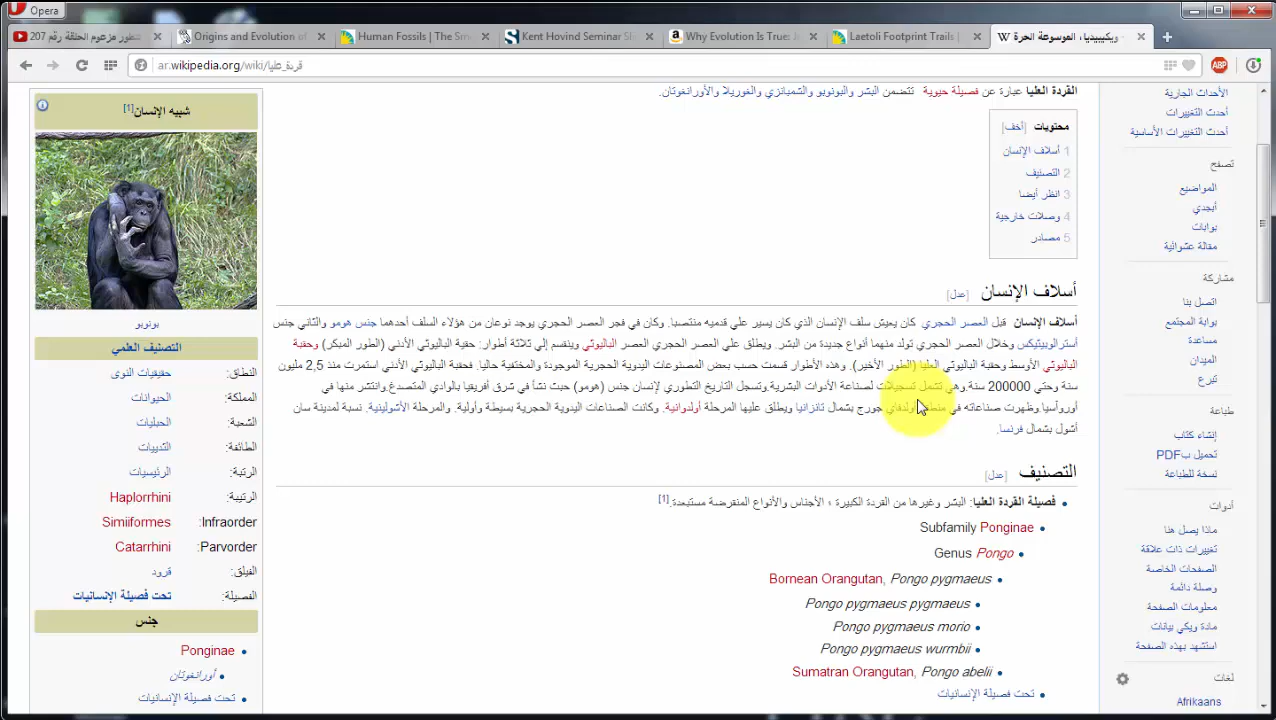 Opera
تطور مزعوم الحلقة رقم 207
Origins and Evolution of
Human Fossils | The Sm
Kent Hovind Seminar S
Why Evolution Is True: J
Laetoli Footprint Trails |
ويكيبيديا، الموسوعة الحرة -
ar.wikipedia.org/wiki/قردة_عليا
ABP
القردة العليا عبارة عن فصيلة حيوية تتضمن البشر والبونوبو والشمبانزي والغوريلا والأورانغوتان.
محتويات [أخف]
1 أسلاف الإنسان
2 التصنيف
3 انظر أيضا
4 وصلات خارجية
5 مصادر
أسلاف الإنسان [عدل]
أسلاف الإنسان قبل العصر الحجري كان يعيش سلف الإنسان الذي كان يسير علي قدميه منتصبا. وكان في فجر العصر الحجري يوجد نوعان من هؤلاء السلف أحدهما جنس هومو والثاني جنس
أسترالوبيثيكس وخلال العصر الحجري تولد منهما أنواع جديدة من البشر. ويطلق علي العصر الحجري العصر الباليوثي وينقسم إلي ثلاثة أطوار: حقبة الباليوثي الأدني (الطور المبكر) وحقبة
الباليوثي الأوسط وحقبة الباليوثي العليا (الطور الأخير). وهذه الأطوار قسمت حسب بعض المصنوعات اليدوية الحجرية الموجودة والمختفية حاليا. فحقبة الباليوثي الأدني استمرت منذ 2,5 مليون
سنة وحتي 200000 سنة.وهي تشمل تسجيلات لصناعة الأدوات البشرية وتسجل التاريخ التطوري لإنسان جنس (هومو) حيث نشأ في شرق أفريقيا بالوادي المتصدع.وانتشر منها في
أوروآسيا.وظهرت صناعاته في منطقة أولدفاي جورج بشمال تانزانيا ويطلق عليها المرحلة أولدوانية. وكانت الصناعات اليدوية الحجرية بسيطة وأولية. والمرحلة الأشولينية. نسبة لمدينة سان
أشول بشمال فرنسا.
التصنيف [عدل]
فصيلة القردة العليا: البشر وغيرها من القردة الكبيرة ؛ الأجناس والأنواع المنقرضة مستبعدة.[1]
Subfamily Ponginae
Genus Pongo
Bornean Orangutan, Pongo pygmaeus
Pongo pygmaeus pygmaeus
Pongo pygmaeus morio
Pongo pygmaeus wurmbii
Sumatran Orangutan, Pongo abelii
تحت فصيلة الإنسانيات
شبيه الإنسان[1]
بونوبو
التصنيف العلمي
النطاق: حقيقيات النوى
المملكة: الحيوانات
الشعبة: الحبليات
الطائفة: الثدييات
الرتبة: الرئيسيات
الرتيبة: Haplorrhini
Infraorder: Simiiformes
Parvorder: Catarrhini
الفيلق: قرود
الفصيلة: تحت فصيلة الإنسانيات
جنس
Ponginae
أورانغوتان
تحت فصيلة الإنسانيات
الأحداث الجارية
أحدث التغييرات
أحدث التغييرات الأساسية
تصفح
المواضيع
أبجدي
بوابات
مقالة عشوائية
مشاركة
اتصل بنا
بوابة المجتمع
مساعدة
الميدان
تبرع
طباعة
إنشاء كتاب
تحميل بPDF
نسخة للطباعة
أدوات
ماذا يصل هنا
تغييرات ذات علاقة
الصفحات الخاصة
وصلة دائمة
معلومات الصفحة
مادة ويكي بيانات
استشهد بهذه الصفحة
لغات
Afrikaans